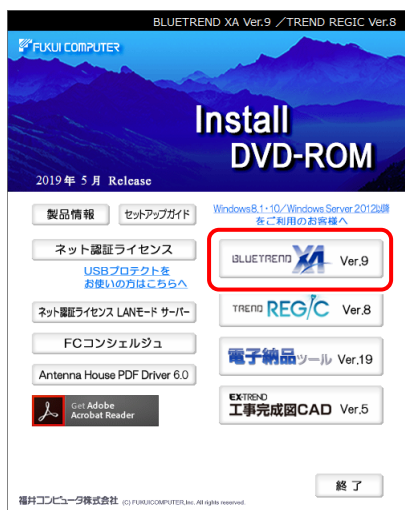 BLUETREND XA Ver.9 ／TREND REGIC Ver.8
FUKUI COMPUTER
Install
DVD-ROM
2019年 5月 Release
製品情報
セットアップガイド
Windows8.1・10／Windows Server 2012以降
をご利用のお客様へ
ネット認証ライセンス
USBプロテクトを
お使いの方はこちらへ
ネット認証ライセンス LANモード サーバー
FCコンシェルジュ
Antenna House PDF Driver 6.0
Get Adobe
Acrobat Reader
BLUETREND XA Ver.9
TREND REGIC Ver.8
電子納品ツール Ver.19
EX-TREND
工事完成図CAD Ver.5
終了
福井コンピュータ株式会社 (C) FUKUICOMPUTER,Inc. All rights reserved.